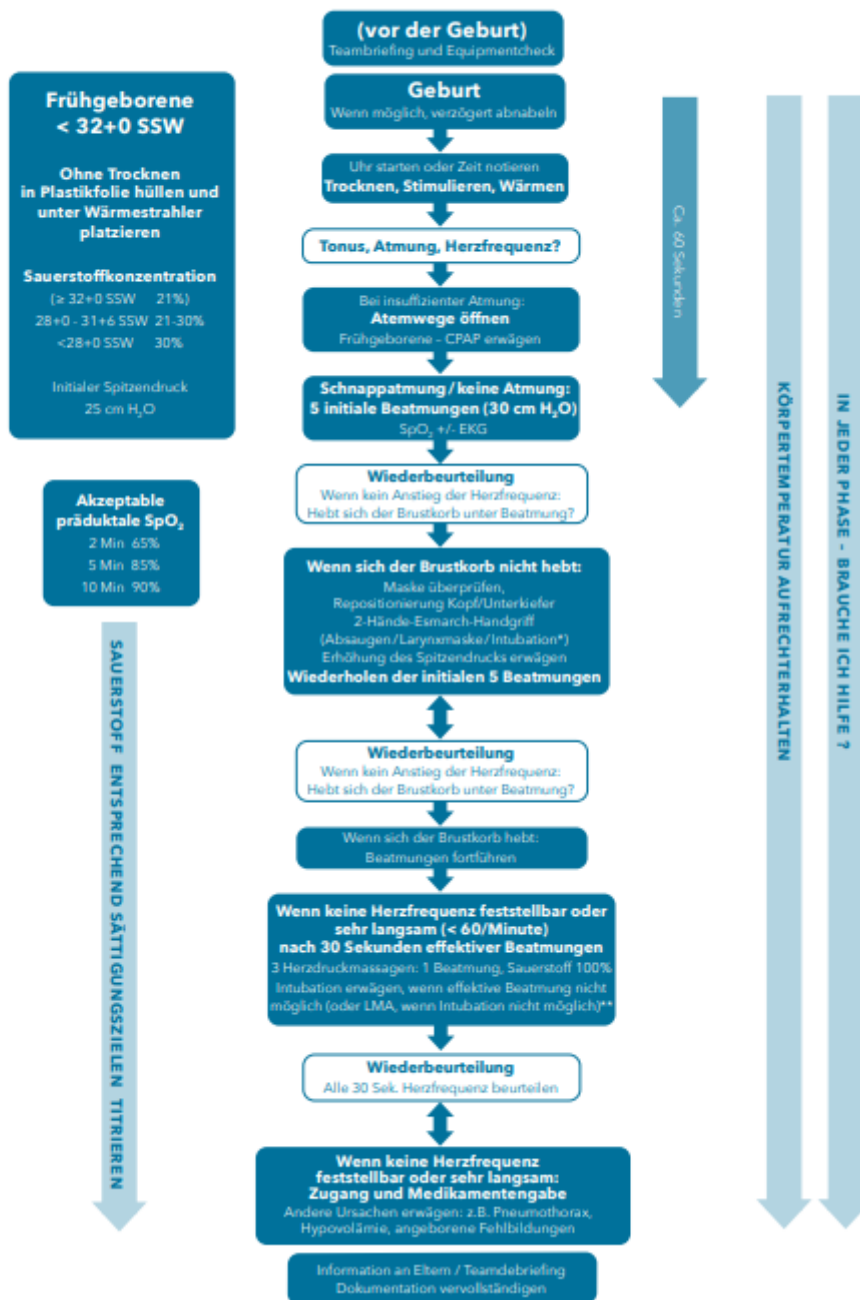 (vor der Geburt)
Teambriefing und Equipmentcheck
Geburt
Wenn möglich, verzögert abnabeln
Uhr starten oder Zeit notieren
Trocknen, Stimulieren, Wärmen
Tonus, Atmung, Herzfrequenz?
Bei insuffizienter Atmung:
Atemwege öffnen
Frühgeborene - CPAP erwägen
Schnappatmung/keine Atmung:
5 initiale Beatmungen (30 cm H₂O)
SpO₂ +/- EKG
Wiederbeurteilung
Wenn kein Anstieg der Herzfrequenz:
Hebt sich der Brustkorb unter Beatmung?
Wenn sich der Brustkorb nicht hebt:
Maske überprüfen,
Repositionierung Kopf/Unterkiefer
2-Hände-Esmarch-Handgriff
(Absaugen/Larynxmaske/Intubation*)
Erhöhung des Spitzendrucks erwägen
Wiederholen der initialen 5 Beatmungen
Wiederbeurteilung
Wenn kein Anstieg der Herzfrequenz:
Hebt sich der Brustkorb unter Beatmung?
Wenn sich der Brustkorb hebt:
Beatmungen fortführen
Wenn keine Herzfrequenz feststellbar oder
sehr langsam (< 60/Minute)
nach 30 Sekunden effektiver Beatmungen
3 Herzdruckmassagen: 1 Beatmung, Sauerstoff 100%
Intubation erwägen, wenn effektive Beatmung nicht
möglich (oder LMA, wenn Intubation nicht möglich)**
Wiederbeurteilung
Alle 30 Sek. Herzfrequenz beurteilen
Wenn keine Herzfrequenz
feststellbar oder sehr langsam:
Zugang und Medikamentengabe
Andere Ursachen erwägen: z.B. Pneumothorax,
Hypovolämie, angeborene Fehlbildungen
Information an Eltern / Teamdebriefing
Dokumentation vervollständigen
Frühgeborene
< 32+0 SSW
Ohne Trocknen
in Plastikfolie hüllen und
unter Wärmestrahler
platzieren
Sauerstoffkonzentration
(≥ 32+0 SSW 21%)
28+0 - 31+6 SSW 21-30%
<28+0 SSW 30%
Initialer Spitzendruck
25 cm H₂O
Akzeptable
präduktale SpO₂
2 Min 65%
5 Min 85%
10 Min 90%
SAUERSTOFF ENTSPRECHEND SÄTTIGUNGSZIELEN TITRIEREN
Ca. 60 Sekunden
KÖRPERTEMPERATUR AUFRECHTERHALTEN
IN JEDER PHASE - BRAUCHE ICH HILFE ?